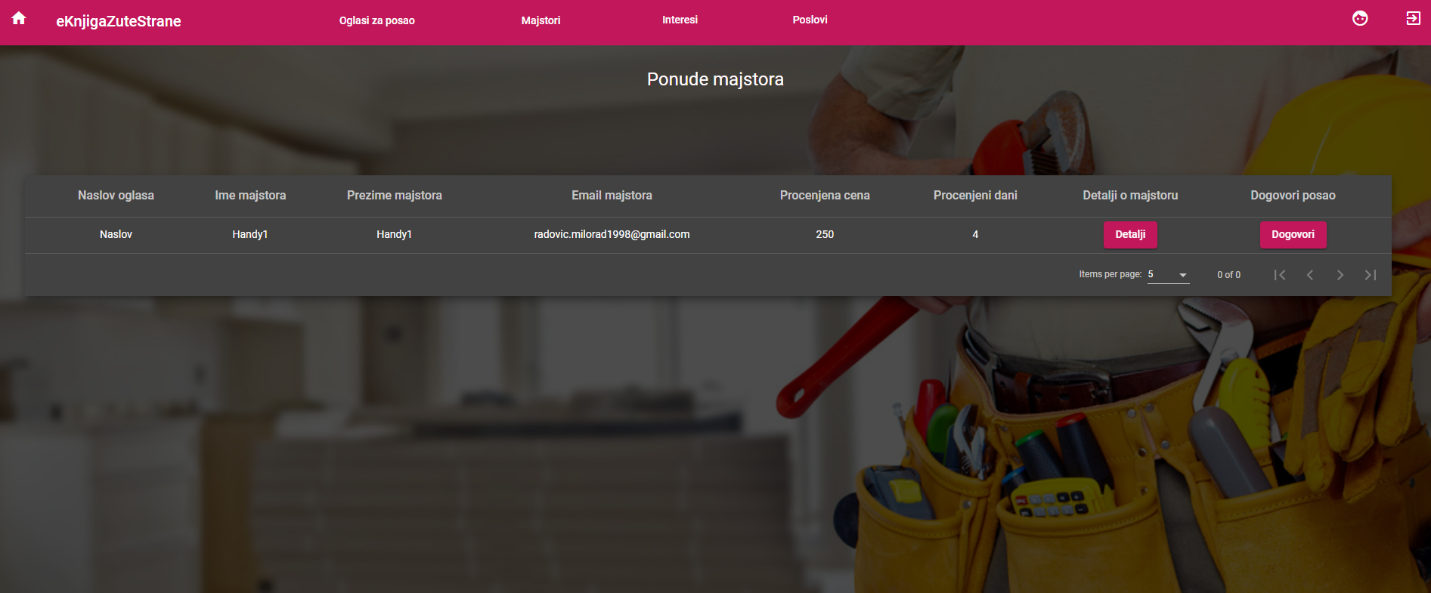 eKnjigaZuteStrane Oglasi za posao Majstori Interesi Poslovi
Ponude majstora
Naslov oglasa Ime majstora Prezime majstora Email majstora Procenjena cena Procenjeni dani Detalji o majstoru Dogovori posao
Naslov Handy1 Handy1 radovic.milorad1998@gmail.com 250 4 Detalji Dogovori
Items per page: 5 0 of 0